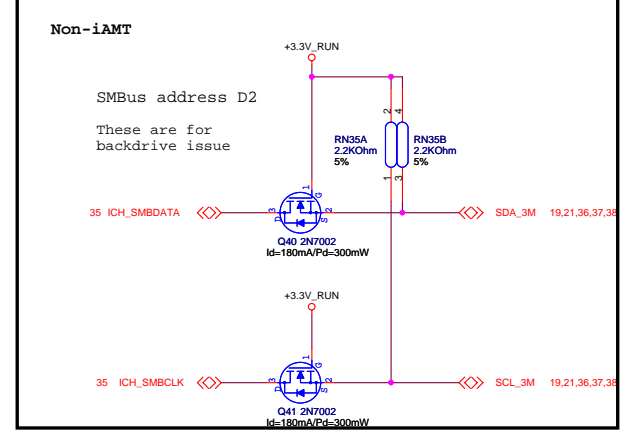 Non-iAMT
+3.3V_RUN
SMBus address D2
These are for
backdrive issue
2 4
RN35A
2.2KOhm
5%
RN35B
2.2KOhm
5%
1 3
1
G
35 ICH_SMBDATA
3 D
S 2
SDA_3M 19,21,36,37,38
Q40 2N7002
Id=180mA/Pd=300mW
+3.3V_RUN
1
G
35 ICH_SMBCLK
3 D
S 2
SCL_3M 19,21,36,37,38
Q41 2N7002
Id=180mA/Pd=300mW